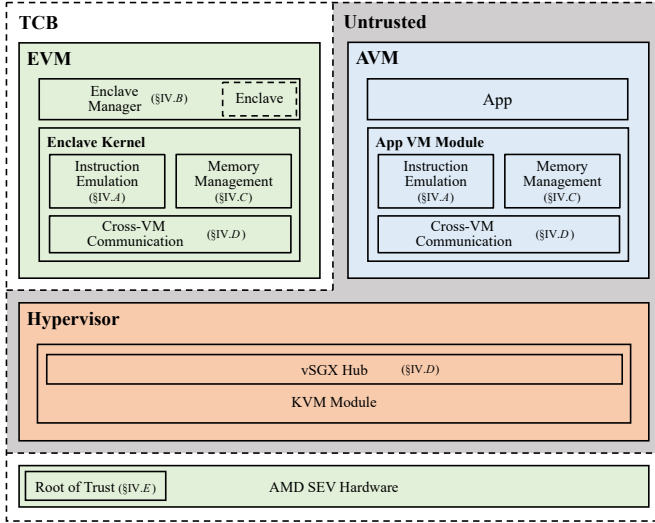 TCB
Untrusted
EVM
Enclave
Manager (§IV.B)
Enclave
Enclave Kernel
Instruction
Emulation
(§IV.A)
Memory
Management
(§IV.C)
Cross-VM
Communication (§IV.D)
AVM
App
App VM Module
Instruction
Emulation
(§IV.A)
Memory
Management
(§IV.C)
Cross-VM
Communication (§IV.D)
Hypervisor
vSGX Hub (§IV.D)
KVM Module
Root of Trust (§IV.E)
AMD SEV Hardware